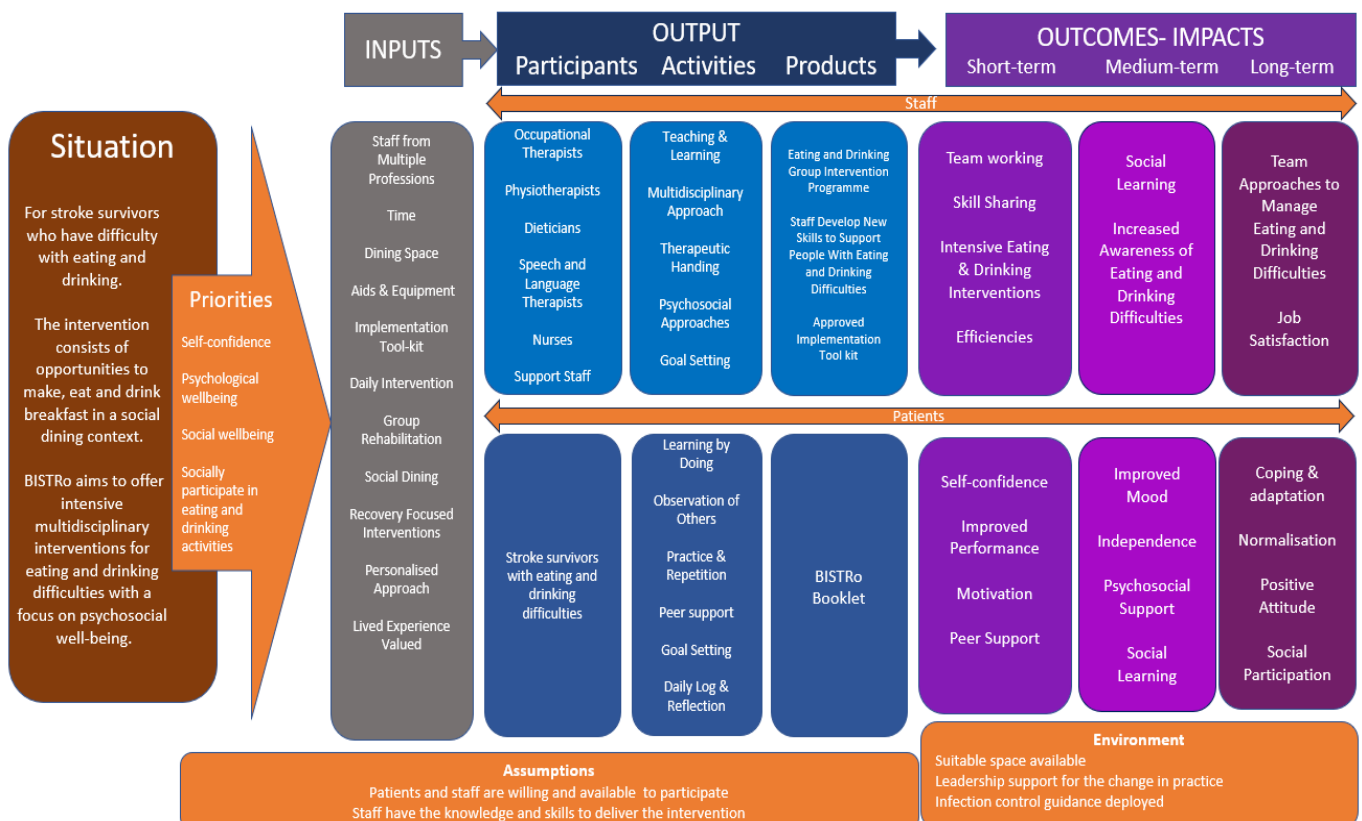 INPUTS
OUTPUT
Participants Activities Products
OUTCOMES- IMPACTS
Short-term Medium-term Long-term
Staff
Situation
For stroke survivors
who have difficulty
with eating and
drinking.
The intervention
consists of
opportunities to
make, eat and drink
breakfast in a social
dining context.
BISTRo aims to offer
intensive
multidisciplinary
interventions for
eating and drinking
difficulties with a
focus on psychosocial
well-being.
Priorities
Self-confidence
Psychological
wellbeing
Social wellbeing
Socially
participate in
eating and
drinking
activities
Staff from
Multiple
Professions
Time
Dining Space
Aids & Equipment
Implementation
Tool-kit
Daily Intervention
Group
Rehabilitation
Social Dining
Recovery Focused
Interventions
Personalised
Approach
Lived Experience
Valued
Occupational
Therapists
Physiotherapists
Dieticians
Speech and
Language
Therapists
Nurses
Support Staff
Teaching &
Learning
Multidisciplinary
Approach
Therapeutic
Handing
Psychosocial
Approaches
Goal Setting
Eating and Drinking
Group Intervention
Programme
Staff Develop New
Skills to Support
People With Eating
and Drinking
Difficulties
Approved
Implementation
Tool kit
Team working
Skill Sharing
Intensive Eating
& Drinking
Interventions
Efficiencies
Social
Learning
Increased
Awareness of
Eating and
Drinking
Difficulties
Team
Approaches to
Manage
Eating and
Drinking
Difficulties
Job
Satisfaction
Patients
Stroke survivors
with eating and
drinking
difficulties
Learning by
Doing
Observation of
Others
Practice &
Repetition
Peer support
Goal Setting
Daily Log &
Reflection
BISTRo
Booklet
Self-confidence
Improved
Performance
Motivation
Peer Support
Improved
Mood
Independence
Psychosocial
Support
Social
Learning
Coping &
adaptation
Normalisation
Positive
Attitude
Social
Participation
Assumptions
Patients and staff are willing and available to participate
Staff have the knowledge and skills to deliver the intervention
Environment
Suitable space available
Leadership support for the change in practice
Infection control guidance deployed